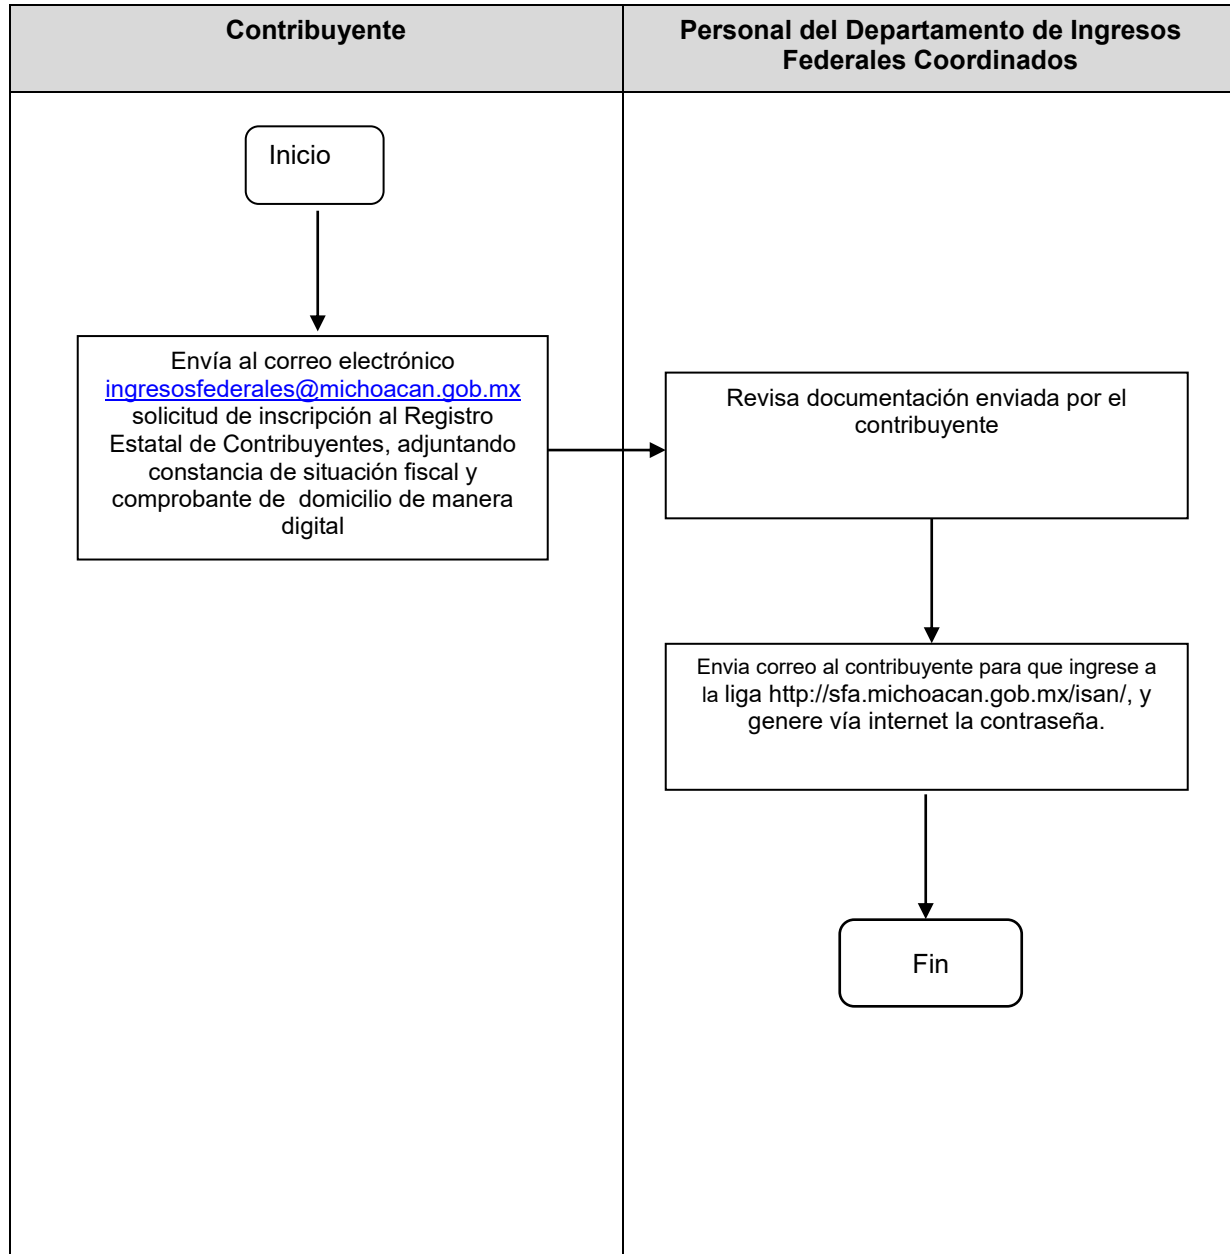 Contribuyente
Personal del Departamento de Ingresos
Federales Coordinados
Inicio
Envía al correo electrónico
ingresosfederales@michoacan.gob.mx
solicitud de inscripción al Registro
Estatal de Contribuyentes, adjuntando
constancia de situación fiscal y
comprobante de domicilio de manera
digital
Revisa documentación enviada por el
contribuyente
Envia correo al contribuyente para que ingrese a
la liga http://sfa.michoacan.gob.mx/isan/, y
genere vía internet la contraseña.
Fin